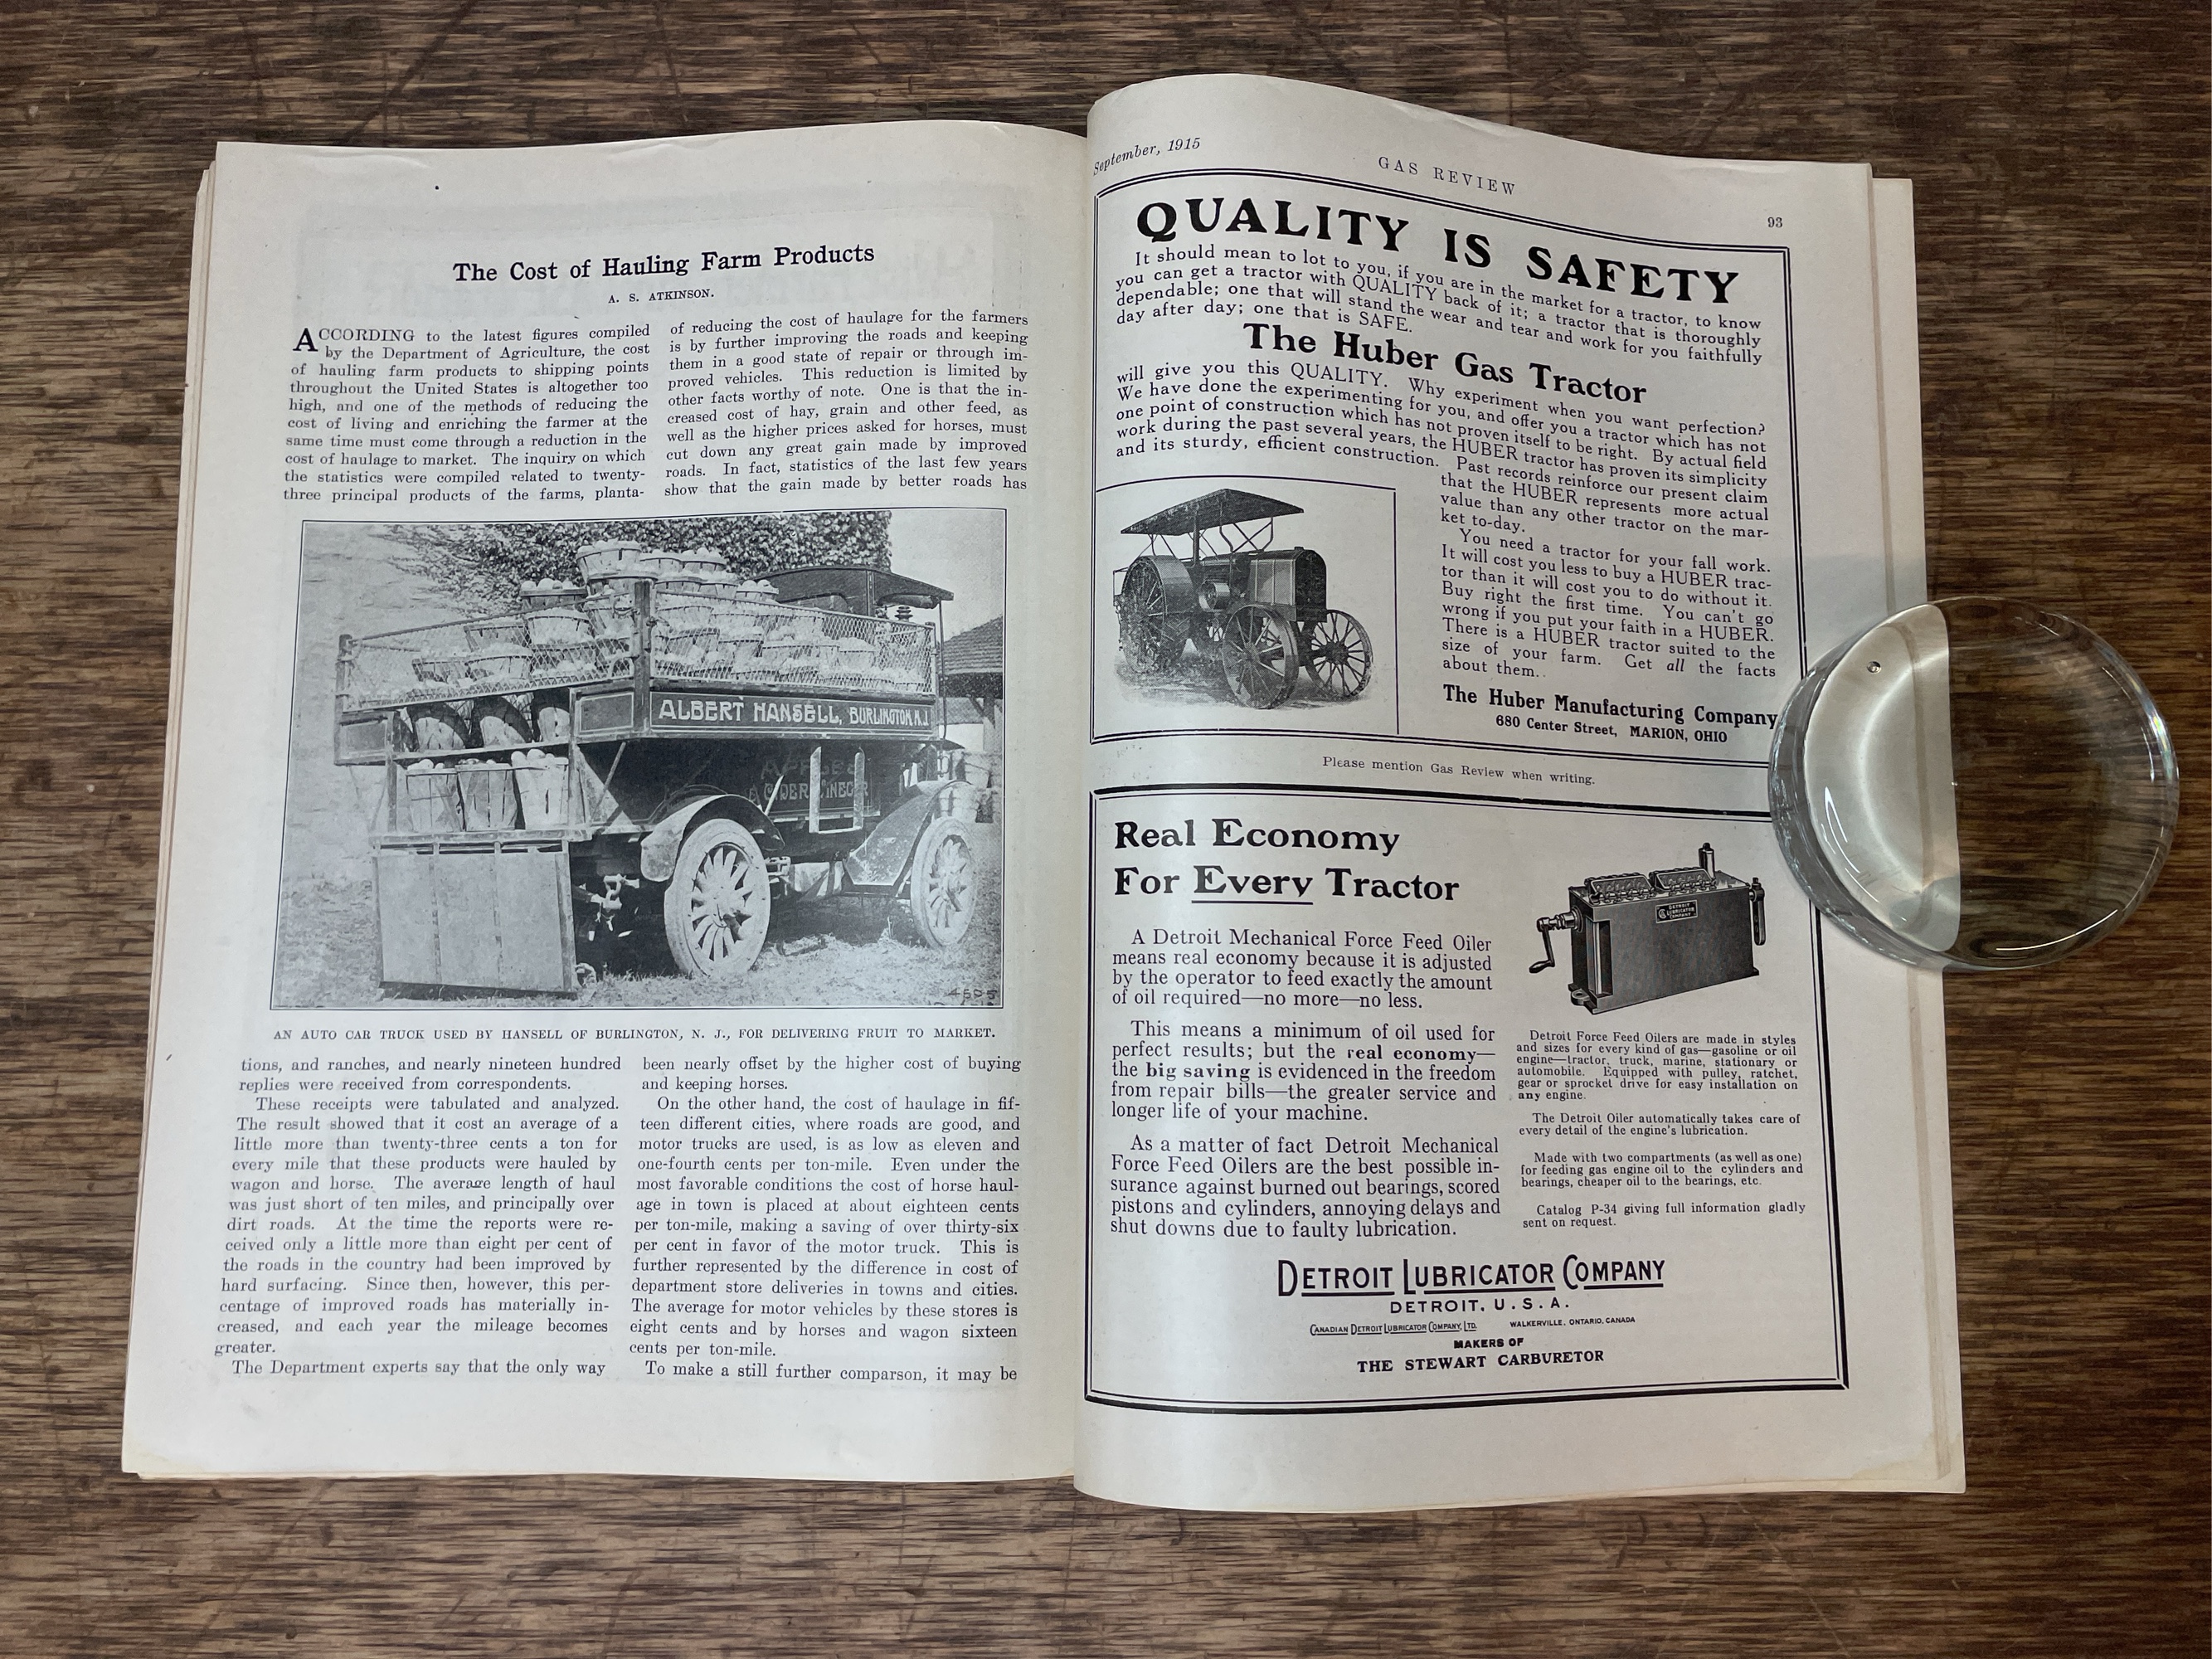 The Cost of Hauling Farm Products
A. S. ATKINSON.
ACCORDING to the latest figures compiled
by the Department of Agriculture, the cost
of hauling farm products to shipping points
throughout the United States is altogether too
high, and one of the methods of reducing the
cost of living and enriching the farmer at the
same time must come through a reduction in the
cost of haulage to market. The inquiry on which
the statistics were compiled related to twenty-
three principal products of the farms, planta-
of reducing the cost of haulage for the farmers
is by further improving the roads and keeping
them in a good state of repair or through im-
proved vehicles. This reduction is limited by
other facts worthy of note. One is that the in-
creased cost of hay, grain and other feed, as
well as the higher prices asked for horses, must
cut down any great gain made by improved
roads. In fact, statistics of the last few years
show that the gain made by better roads has
ALBERT HANSELL, BURLINGTON N.J.
APPLES
CIDER VINEGAR
4605
AN AUTO CAR TRUCK USED BY HANSELL OF BURLINGTON, N. J., FOR DELIVERING FRUIT TO MARKET.
tions, and ranches, and nearly nineteen hundred
replies were received from correspondents.
These receipts were tabulated and analyzed.
The result showed that it cost an average of a
little more than twenty-three cents a ton for
every mile that these products were hauled by
wagon and horse. The average length of haul
was just short of ten miles, and principally over
dirt roads. At the time the reports were re-
ceived only a little more than eight per cent of
the roads in the country had been improved by
hard surfacing. Since then, however, this per-
centage of improved roads has materially in-
creased, and each year the mileage becomes
greater.
The Department experts say that the only way
been nearly offset by the higher cost of buying
and keeping horses.
On the other hand, the cost of haulage in fif-
teen different cities, where roads are good, and
motor trucks are used, is as low as eleven and
one-fourth cents per ton-mile. Even under the
most favorable conditions the cost of horse haul-
age in town is placed at about eighteen cents
per ton-mile, making a saving of over thirty-six
per cent in favor of the motor truck. This is
further represented by the difference in cost of
department store deliveries in towns and cities.
The average for motor vehicles by these stores is
eight cents and by horses and wagon sixteen
cents per ton-mile.
To make a still further comparson, it may be
September, 1915
GAS REVIEW
93
QUALITY IS SAFETY
It should mean to lot to you, if you are in the market for a tractor, to know
you can get a tractor with QUALITY back of it; a tractor that is thoroughly
dependable; one that will stand the wear and tear and work for you faithfully
day after day; one that is SAFE.
The Huber Gas Tractor
will give you this QUALITY. Why experiment when you want perfection?
We have done the experimenting for you, and offer you a tractor which has not
one point of construction which has not proven itself to be right. By actual field
work during the past several years, the HUBER tractor has proven its simplicity
and its sturdy, efficient construction. Past records reinforce our present claim
that the HUBER represents more actual
value than any other tractor on the mar-
ket to-day.
You need a tractor for your fall work.
It will cost you less to buy a HUBER trac-
tor than it will cost you to do without it.
Buy right the first time. You can't go
wrong if you put your faith in a HUBER.
There is a HUBER tractor suited to the
size of your farm. Get all the facts
about them.
The Huber Manufacturing Company
680 Center Street, MARION, OHIO
Please mention Gas Review when writing.
Real Economy
For Every Tractor
A Detroit Mechanical Force Feed Oiler
means real economy because it is adjusted
by the operator to feed exactly the amount
of oil required—no more—no less.
This means a minimum of oil used for
perfect results; but the real economy—
the big saving is evidenced in the freedom
from repair bills—the greater service and
longer life of your machine.
As a matter of fact Detroit Mechanical
Force Feed Oilers are the best possible in-
surance against burned out bearings, scored
pistons and cylinders, annoying delays and
shut downs due to faulty lubrication.
DETROIT
LUBRICATOR
COMPANY
Detroit Force Feed Oilers are made in styles
and sizes for every kind of gas—gasoline or oil
engine—tractor, truck, marine, stationary or
automobile. Equipped with pulley, ratchet,
gear or sprocket drive for easy installation on
any engine.
The Detroit Oiler automatically takes care of
every detail of the engine's lubrication.
Made with two compartments (as well as one)
for feeding gas engine oil to the cylinders and
bearings, cheaper oil to the bearings, etc.
Catalog P-34 giving full information gladly
sent on request.
DETROIT LUBRICATOR COMPANY
DETROIT, U. S. A.
CANADIAN DETROIT LUBRICATOR COMPANY, LTD. WALKERVILLE, ONTARIO, CANADA
MAKERS OF
THE STEWART CARBURETOR